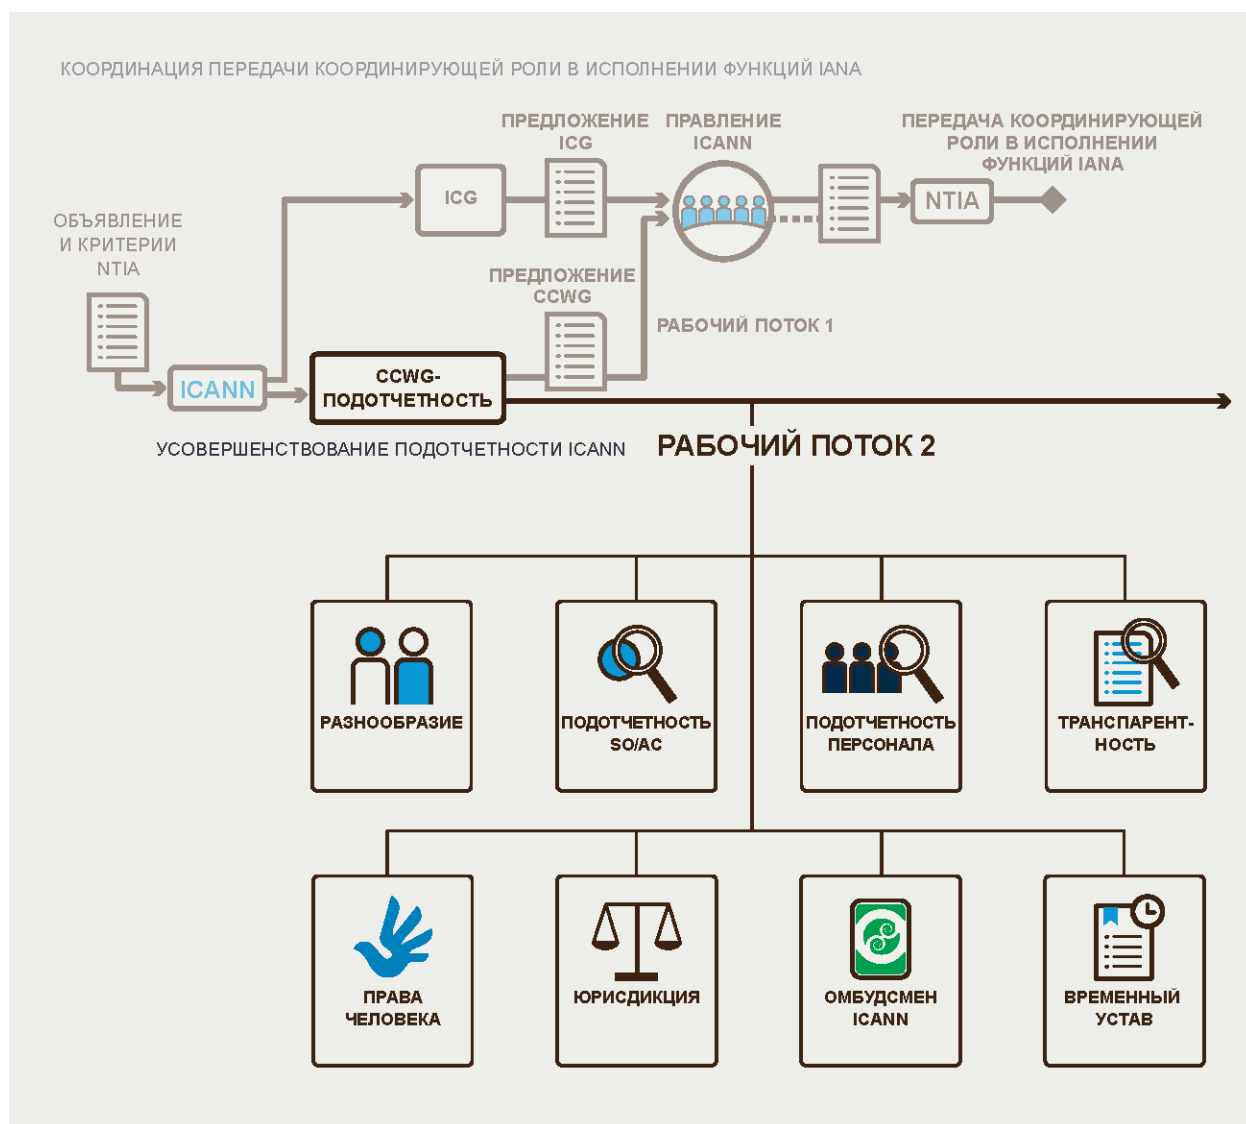 КООРДИНАЦИЯ ПЕРЕДАЧИ КООРДИНИРУЮЩЕЙ РОЛИ В ИСПОЛНЕНИИ ФУНКЦИЙ IANA
ПРЕДЛОЖЕНИЕ
ICG
ПРАВЛЕНИЕ
ICANN
ПЕРЕДАЧА КООРДИНИРУЮЩЕЙ
РОЛИ В ИСПОЛНЕНИИ
ФУНКЦИЙ IANA
ICG
NTIA
ОБЪЯВЛЕНИЕ
И КРИТЕРИИ
NTIA
ПРЕДЛОЖЕНИЕ
CCWG
РАБОЧИЙ ПОТОК 1
ICANN
CCWG-
ПОДОТЧЕТНОСТЬ
УСОВЕРШЕНСТВОВАНИЕ ПОДОТЧЕТНОСТИ ICANN
РАБОЧИЙ ПОТОК 2
РАЗНООБРАЗИЕ
ПОДОТЧЕТНОСТЬ
SO/AC
ПОДОТЧЕТНОСТЬ
ПЕРСОНАЛА
ТРАНСПАРЕНТ-
НОСТЬ
ПРАВА
ЧЕЛОВЕКА
ЮРИСДИКЦИЯ
ОМБУДСМЕН
ICANN
ВРЕМЕННЫЙ
УСТАВ